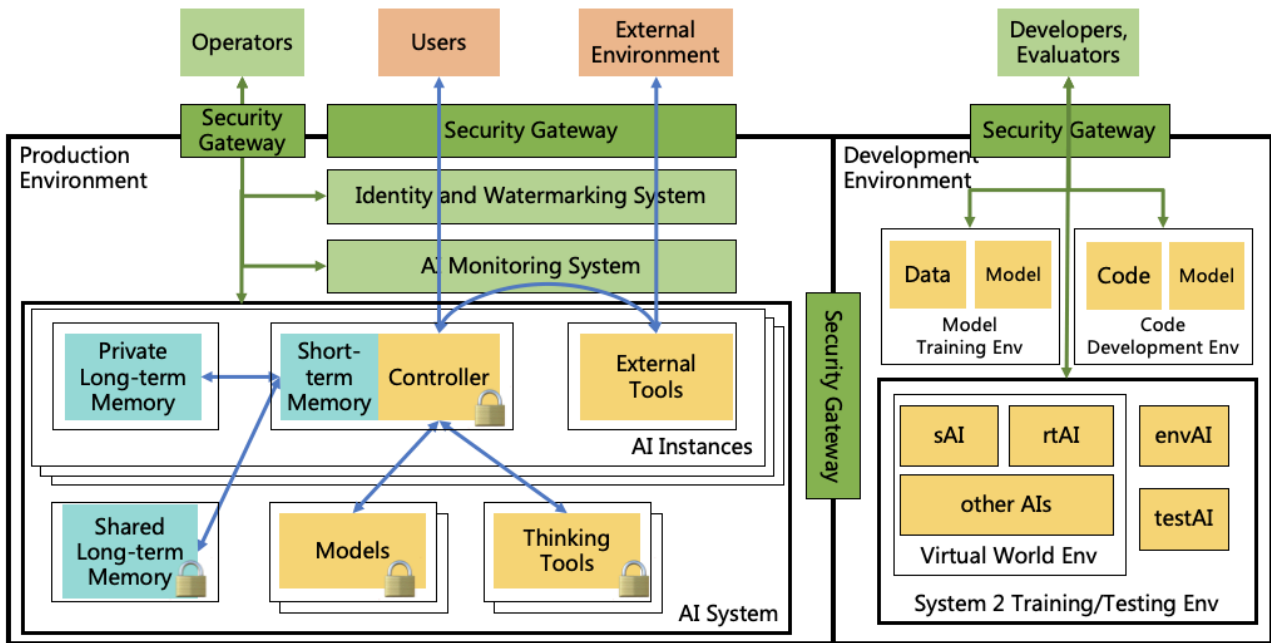 Operators
Users
External
Environment
Developers,
Evaluators
Security
Gateway
Security Gateway
Security Gateway
Production
Environment
Development
Environment
Identity and Watermarking System
AI Monitoring System
Data
Model
Model
Training Env
Code
Model
Code
Development Env
Security Gateway
Private
Long-term
Memory
Short-
term
Memory
Controller
External
Tools
AI Instances
Shared
Long-term
Memory
Models
Thinking
Tools
AI System
sAI
rtAI
envAI
other AIs
testAI
Virtual World Env
System 2 Training/Testing Env